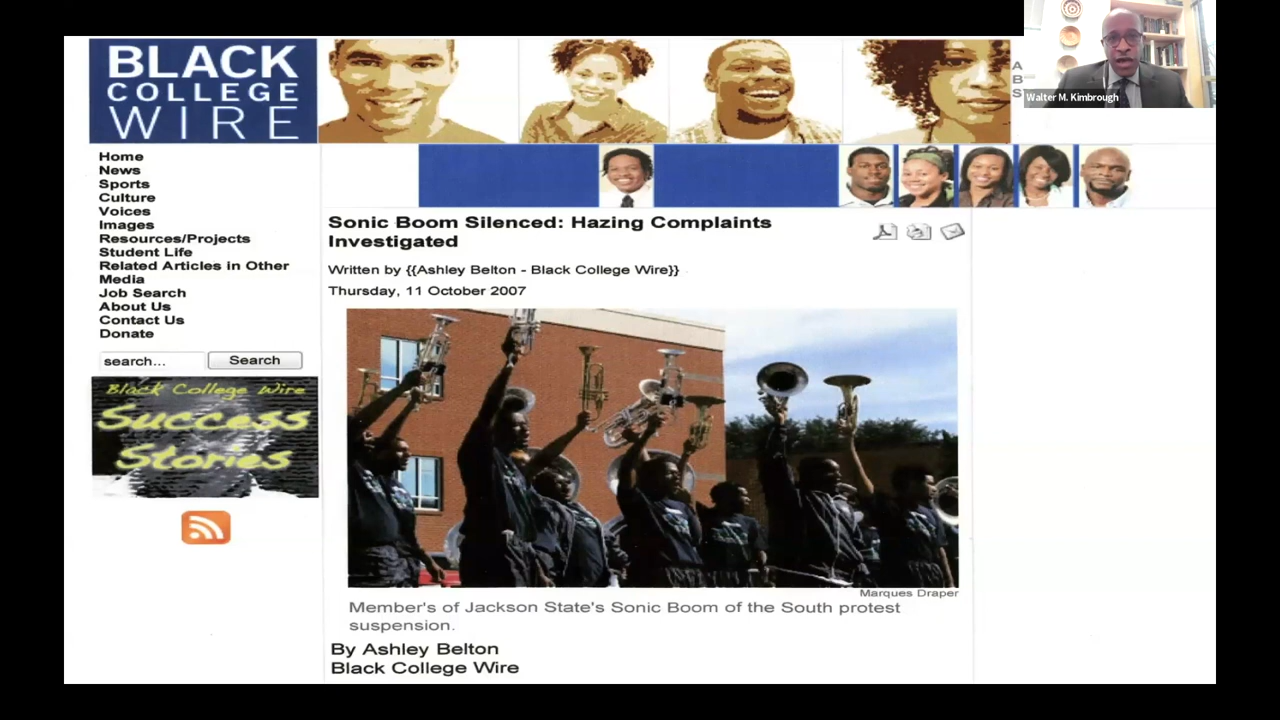 BLACK
COLLEGE
WIRE
A
B
S
Walter M. Kimbrough
Home
News
Sports
Culture
Voices
Images
Resources/Projects
Student Life
Related Articles in Other
Media
Job Search
About Us
Contact Us
Donate
search...
Search
Black College Wire
Success
Stories
Sonic Boom Silenced: Hazing Complaints
Investigated
Written by {{Ashley Belton - Black College Wire}}
Thursday, 11 October 2007
Marques Draper
Member's of Jackson State's Sonic Boom of the South protest
suspension.
By Ashley Belton
Black College Wire